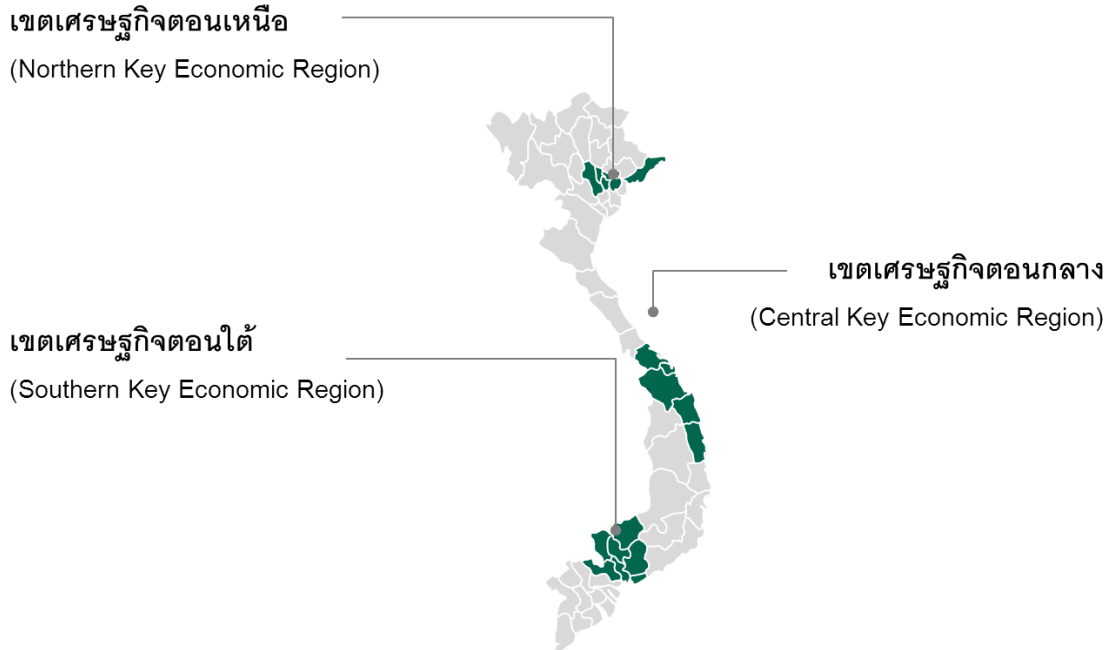 เขตเศรษฐกิจตอนเหนือ
(Northern Key Economic Region)
เขตเศรษฐกิจตอนกลาง
(Central Key Economic Region)
เขตเศรษฐกิจตอนใต้
(Southern Key Economic Region)